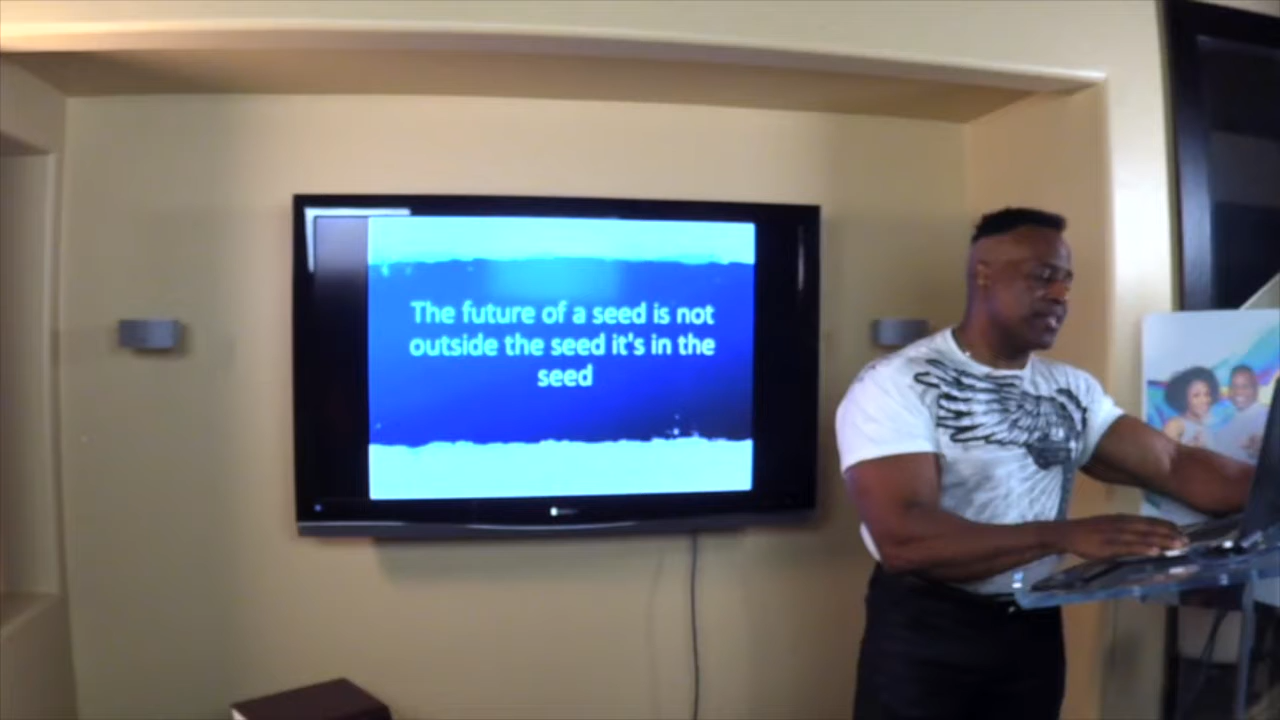 The future of a seed is not
outside the seed it's in the
seed